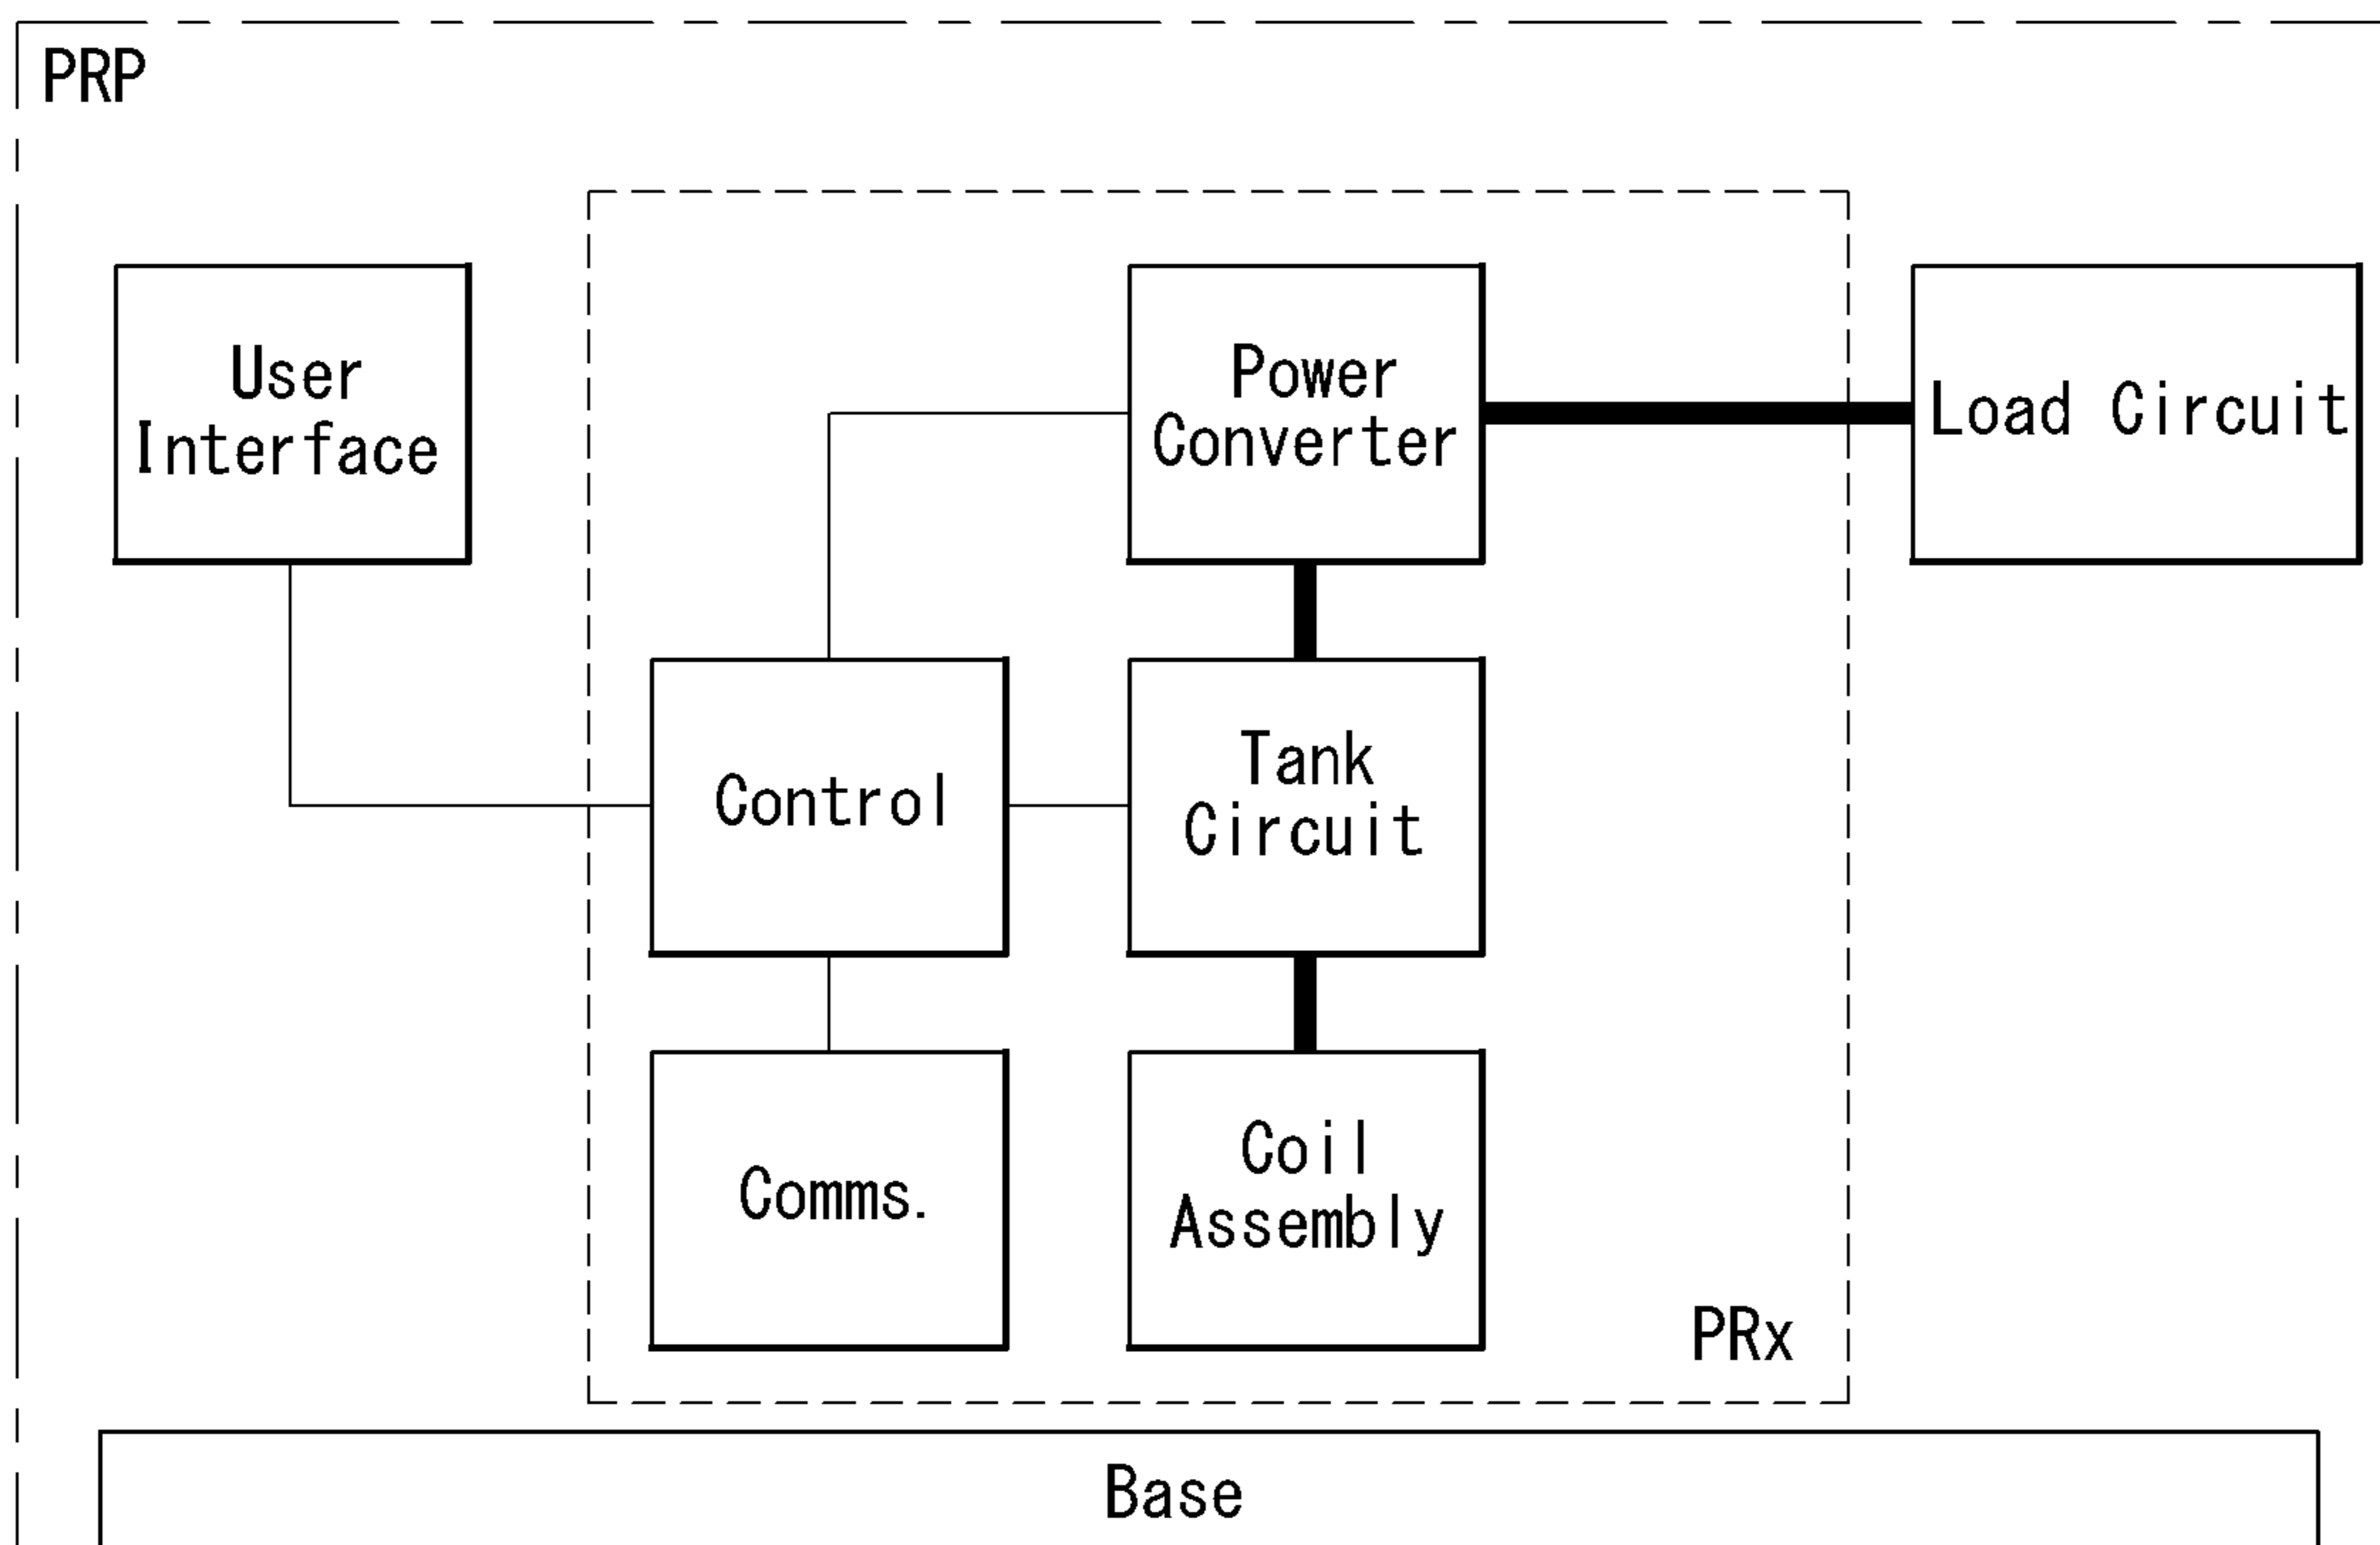 PRP
User
Interface
Power
Converter
Load Circuit
Control
Tank
Circuit
Comms.
Coil
Assembly
PRx
Base